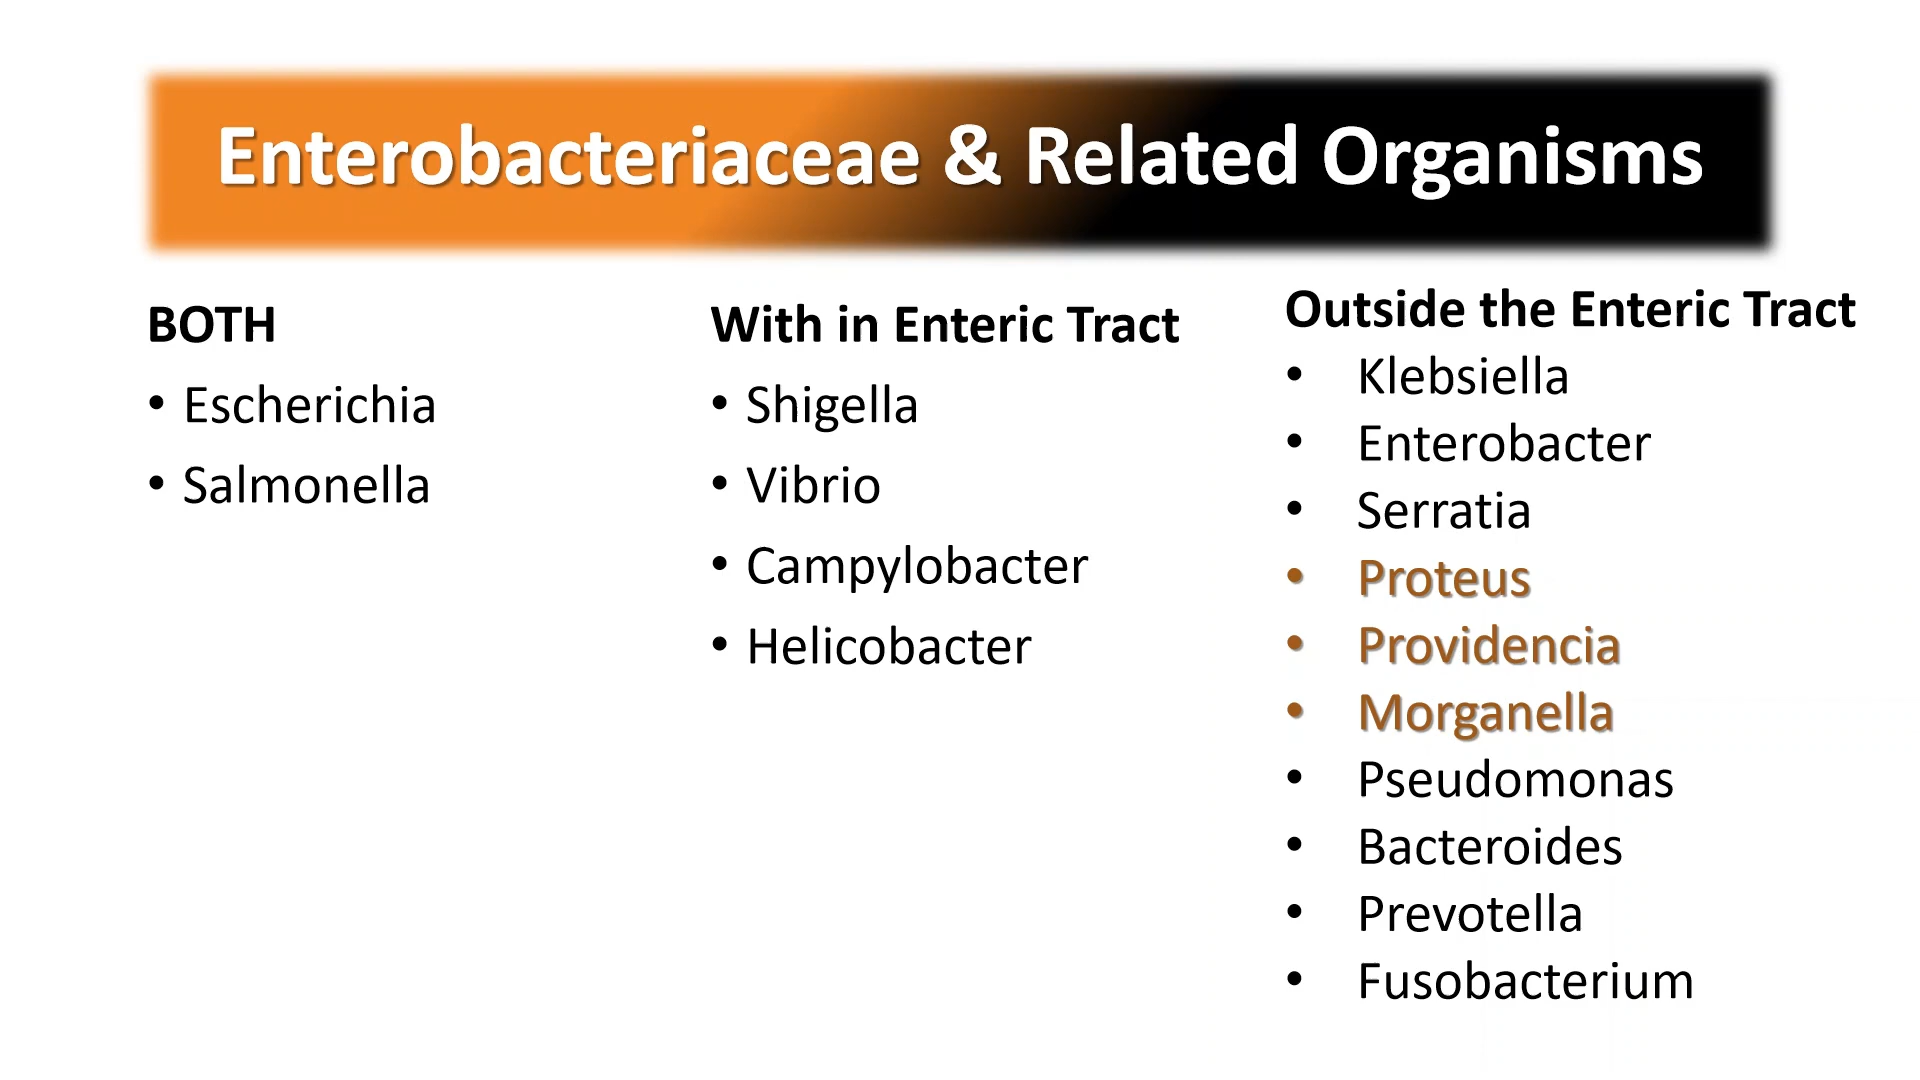 Enterobacteriaceae & Related Organisms
BOTH
• Escherichia
• Salmonella
With in Enteric Tract
• Shigella
• Vibrio
• Campylobacter
• Helicobacter
Outside the Enteric Tract
• Klebsiella
• Enterobacter
• Serratia
• Proteus
• Providencia
• Morganella
• Pseudomonas
• Bacteroides
• Prevotella
• Fusobacterium